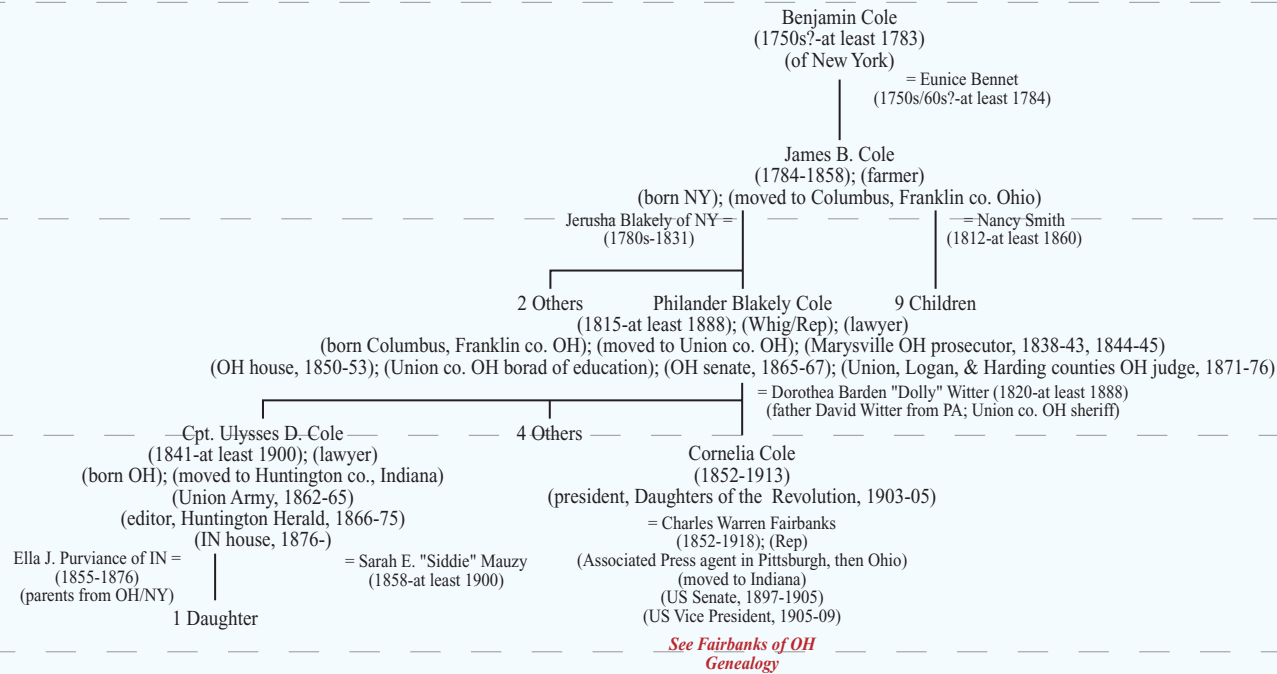 Benjamin Cole
(1750s?-at least 1783)
(of New York)
= Eunice Bennet
(1750s/60s?-at least 1784)
James B. Cole
(1784-1858); (farmer)
(born NY); (moved to Columbus, Franklin co. Ohio)
Jerusha Blakely of NY =
(1780s-1831)
= Nancy Smith
(1812-at least 1860)
2 Others
Philander Blakely Cole
9 Children
(1815-at least 1888); (Whig/Rep); (lawyer)
(born Columbus, Franklin co. OH); (moved to Union co. OH); (Marysville OH prosecutor, 1838-43, 1844-45)
(OH house, 1850-53); (Union co. OH borad of education); (OH senate, 1865-67); (Union, Logan, & Harding counties OH judge, 1871-76)
= Dorothea Barden "Dolly" Witter (1820-at least 1888)
(father David Witter from PA; Union co. OH sheriff)
Cpt. Ulysses D. Cole
(1841-at least 1900); (lawyer)
(born OH); (moved to Huntington co., Indiana)
(Union Army, 1862-65)
(editor, Huntington Herald, 1866-75)
(IN house, 1876-)
Ella J. Purviance of IN =
(1855-1876)
(parents from OH/NY)
= Sarah E. "Siddie" Mauzy
(1858-at least 1900)
1 Daughter
4 Others
Cornelia Cole
(1852-1913)
(president, Daughters of the Revolution, 1903-05)
= Charles Warren Fairbanks
(1852-1918); (Rep)
(Associated Press agent in Pittsburgh, then Ohio)
(moved to Indiana)
(US Senate, 1897-1905)
(US Vice President, 1905-09)
See Fairbanks of OH
Genealogy